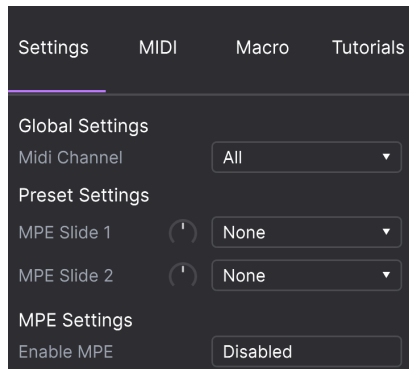 Settings MIDI Macro Tutorials
Global Settings
Midi Channel All
Preset Settings
MPE Slide 1 None
MPE Slide 2 None
MPE Settings
Enable MPE Disabled